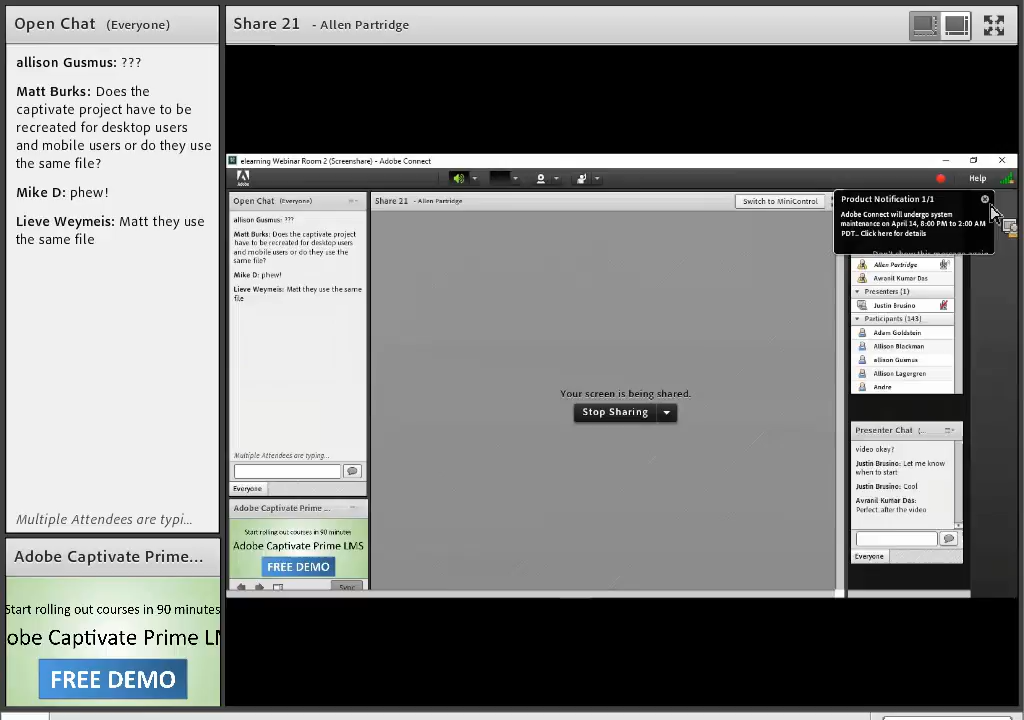 Open Chat (Everyone)
allison Gusmus: ???
Matt Burks: Does the
captivate project have to be
recreated for desktop users
and mobile users or do they use
the same file?
Mike D: phew!
Lieve Weymeis: Matt they use
the same file
Multiple Attendees are typi...
Adobe Captivate Prime...
Start rolling out courses in 90 minutes
obe Captivate Prime LM
FREE DEMO
Share 21 - Allen Partridge
elearning Webinar Room 2 (Screenshare) - Adobe Connect
Adobe
Help
Open Chat (Everyone)
allison Gusmus: ???
Matt Burks: Does the captivate project
have to be recreated for desktop users
and mobile users or do they use the
same file?
Mike D: phew!
Lieve Weymeis: Matt they use the same
file
Multiple Attendees are typing...
Everyone
Adobe Captivate Prime ...
Start rolling out courses in 90 minutes
Adobe Captivate Prime LMS
FREE DEMO
Sync
Share 21 - Allen Partridge
Switch to MiniControl
Your screen is being shared.
Stop Sharing
Product Notification 1/1
Adobe Connect will undergo system
maintenance on April 14, 8:00 PM to 2:00 AM
PDT.. Click here for details
Don't show this message again
Allen Partridge
Avranil Kumar Das
Presenters (1)
Justin Brusino
Participants (143)
Adam Goldstein
Allison Blackman
allison Gusmus
Allison Lagergren
Andre
Presenter Chat (...
video okay?
Justin Brusino: Let me know
when to start
Justin Brusino: Cool
Avranil Kumar Das:
Perfect..after the video
Everyone